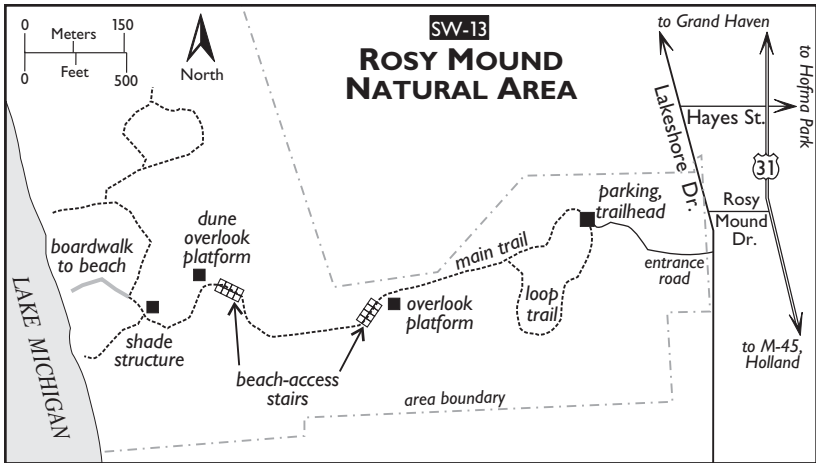 SW-13
ROSY MOUND
NATURAL AREA
0 150
Meters
Feet
0 500
North
to Grand Haven
to Hofma Park
Lakeshore Dr.
Hayes St.
31
Rosy
Mound
Dr.
parking,
trailhead
entrance
road
main trail
loop
trail
overlook
platform
dune
overlook
platform
boardwalk
to beach
shade
structure
beach-access
stairs
area boundary
to M-45,
Holland
LAKE MICHIGAN